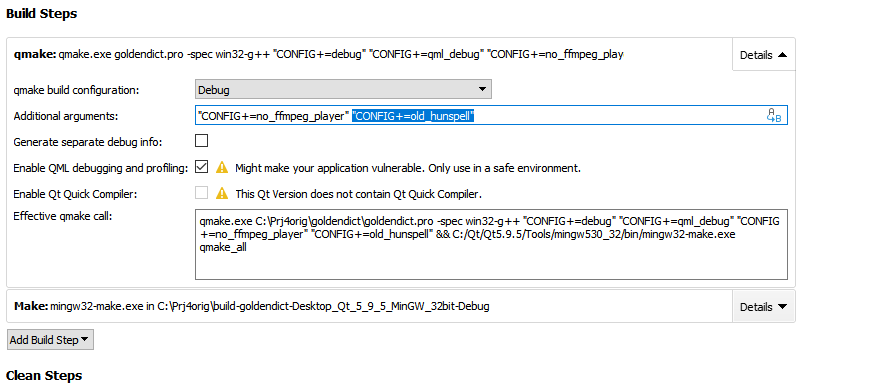 Build Steps
qmake: qmake.exe goldendict.pro -spec win32-g++ "CONFIG+=debug" "CONFIG+=qml_debug" "CONFIG+=no_ffmpeg_play
Details
qmake build configuration:
Debug
Additional arguments:
"CONFIG+=no_ffmpeg_player" "CONFIG+=old_hunspell"
A
B
Generate separate debug info:
Enable QML debugging and profiling:
Might make your application vulnerable. Only use in a safe environment.
Enable Qt Quick Compiler:
This Qt Version does not contain Qt Quick Compiler.
Effective qmake call:
qmake.exe C:\Prj4orig\goldendict\goldendict.pro -spec win32-g++ "CONFIG+=debug" "CONFIG+=qml_debug" "CONFIG
+=no_ffmpeg_player" "CONFIG+=old_hunspell" && C:/Qt/Qt5.9.5/Tools/mingw530_32/bin/mingw32-make.exe
qmake_all
Make: mingw32-make.exe in C:\Prj4orig\build-goldendict-Desktop_Qt_5_9_5_MinGW_32bit-Debug
Details
Add Build Step
Clean Steps